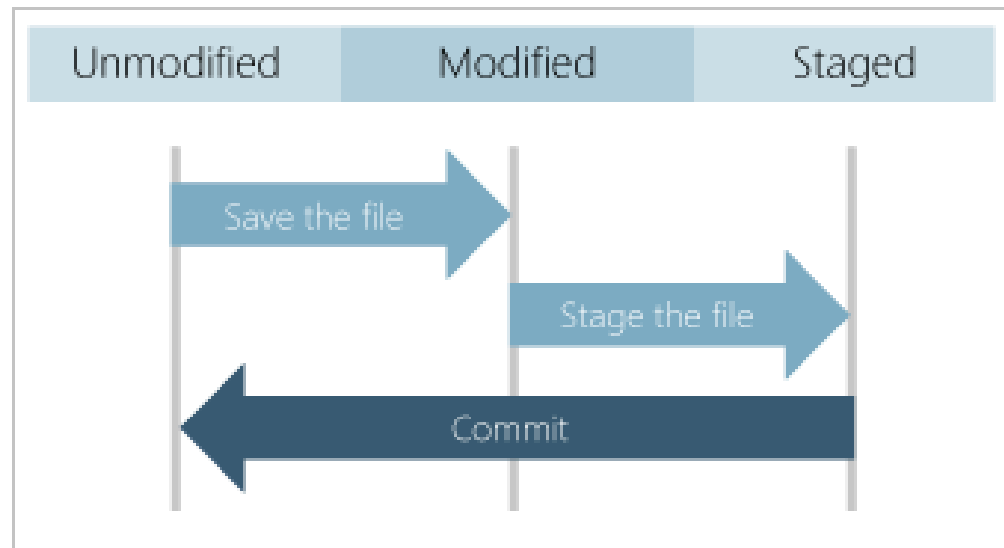 Unmodified
Modified
Staged
Save the file
Stage the file
Commit